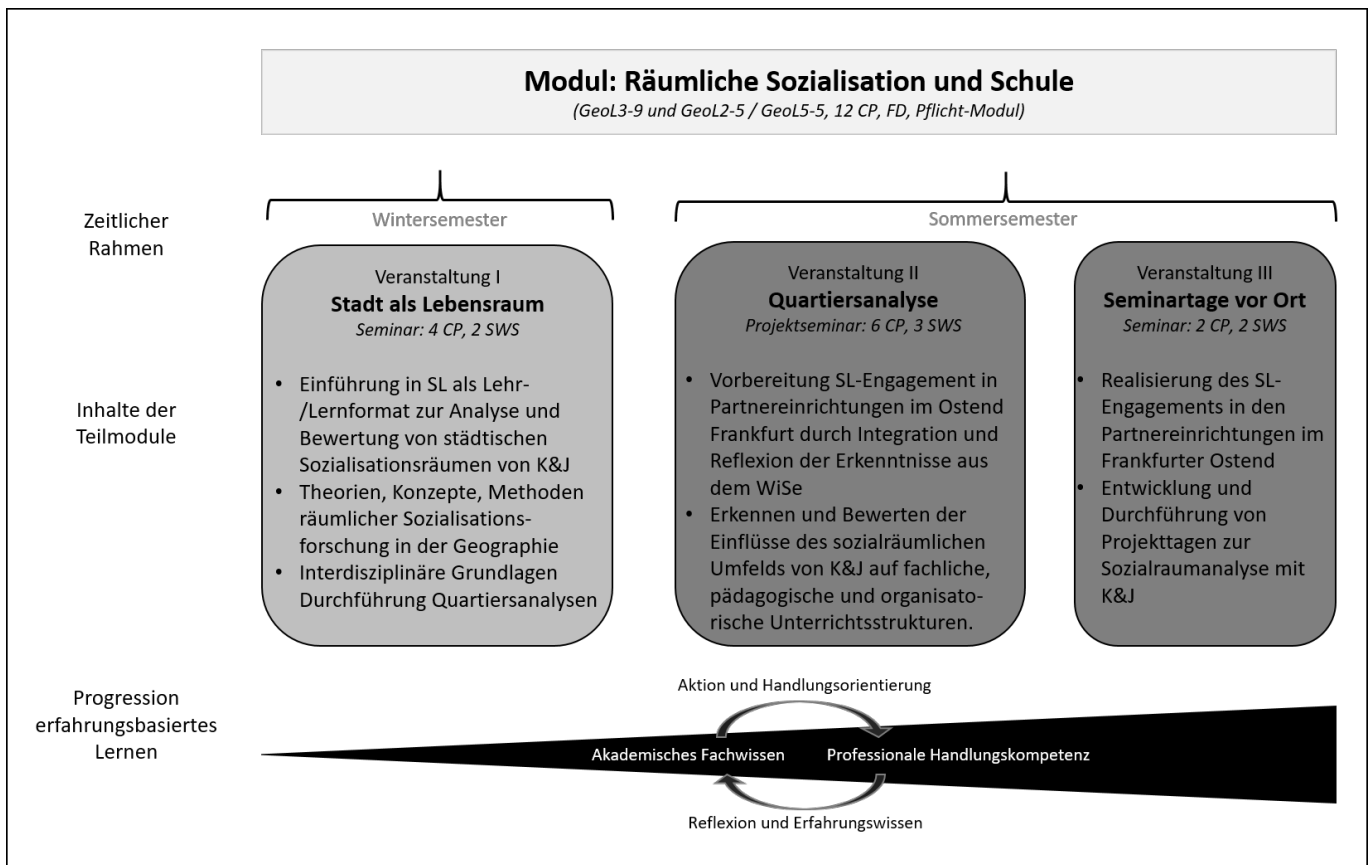 Modul: Räumliche Sozialisation und Schule
(GeoL3-9 und GeoL2-5 / GeoL5-5, 12 CP, FD, Pflicht-Modul)
Zeitlicher
Rahmen
Wintersemester
Sommersemester
Inhalte der
Teilmodule
Veranstaltung I
Stadt als Lebensraum
Seminar: 4 CP, 2 SWS
• Einführung in SL als Lehr-
/Lernformat zur Analyse und
Bewertung von städtischen
Sozialisationsräumen von K&J
• Theorien, Konzepte, Methoden
räumlicher Sozialisations-
forschung in der Geographie
• Interdisziplinäre Grundlagen
Durchführung Quartiersanalysen
Veranstaltung II
Quartiersanalyse
Projektseminar: 6 CP, 3 SWS
• Vorbereitung SL-Engagement in
Partnereinrichtungen im Ostend
Frankfurt durch Integration und
Reflexion der Erkenntnisse aus
dem WiSe
• Erkennen und Bewerten der
Einflüsse des sozialräumlichen
Umfelds von K&J auf fachliche,
pädagogische und organisato-
rische Unterrichtsstrukturen.
Veranstaltung III
Seminartage vor Ort
Seminar: 2 CP, 2 SWS
• Realisierung des SL-
Engagements in den
Partnereinrichtungen im
Frankfurter Ostend
• Entwicklung und
Durchführung von
Projekttagen zur
Sozialraumanalyse mit
K&J
Progression
erfahrungsbasiertes
Lernen
Aktion und Handlungsorientierung
Akademisches Fachwissen
Professionale Handlungskompetenz
Reflexion und Erfahrungswissen